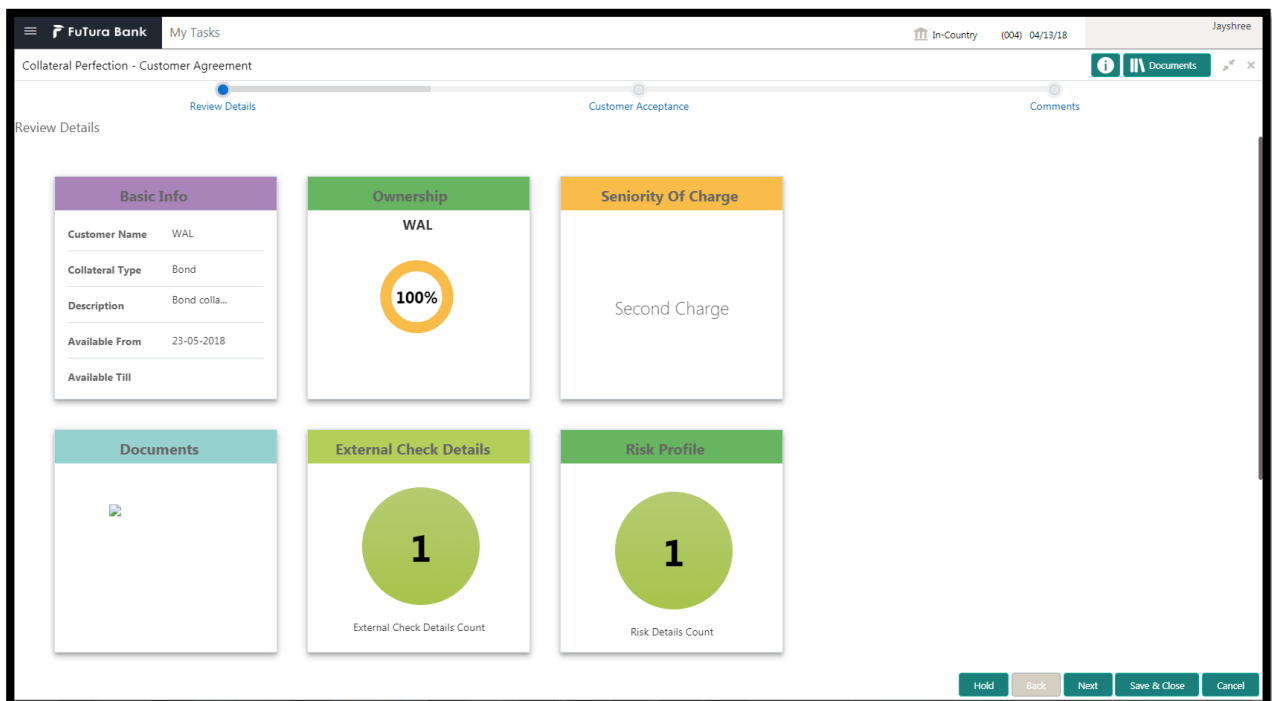 FuTura Bank My Tasks In-Country (004) 04/13/18 Jayshree
Collateral Perfection - Customer Agreement i Documents
Review Details Customer Acceptance Comments
Review Details
Basic Info
Customer Name WAL
Collateral Type Bond
Description Bond colla...
Available From 23-05-2018
Available Till
Ownership
WAL
100%
Seniority Of Charge
Second Charge
Documents
External Check Details
1
External Check Details Count
Risk Profile
1
Risk Details Count
Hold Back Next Save & Close Cancel